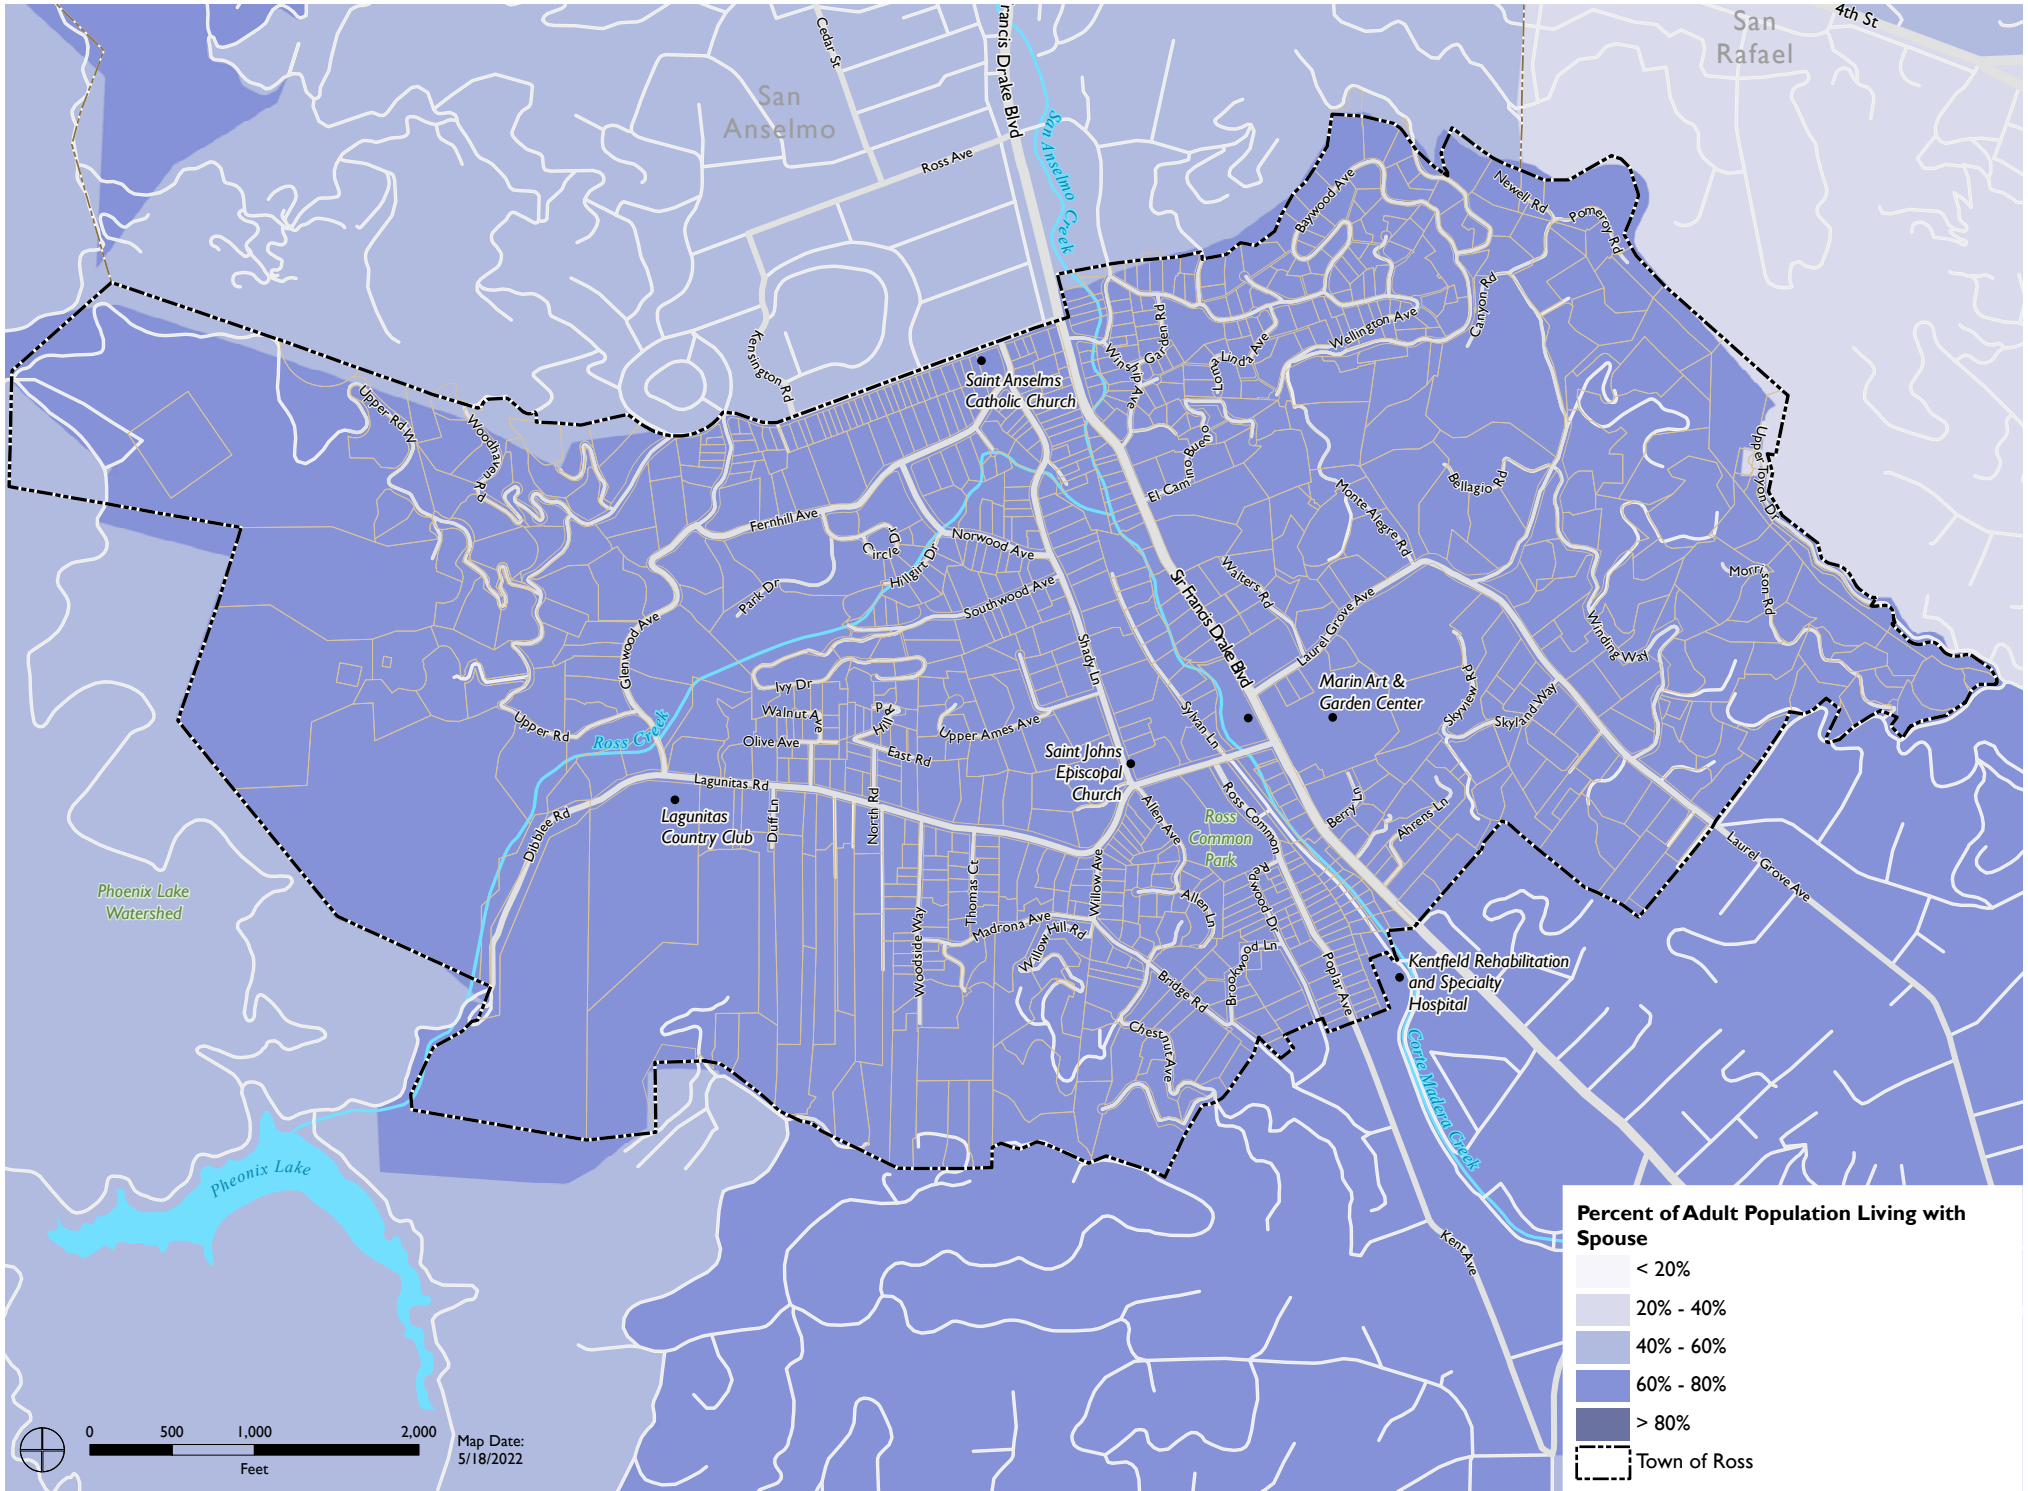 San
Rafael
4th St
Cedar St
rancis Drake Blvd
San
Anselmo
San Anselmo Creek
Ross Ave
Baywood Ave
Newell Rd
Pomeroy Rd
Canyon Rd
Kensington Rd
Garden Rd
Winship Ave
Loma Linda Ave
Wellington Ave
Saint Anselms
Catholic Church
Upper Rd W
Woodhaven Rd
El Camino Bueno
Bellagio Rd
Upper Toyon Dr
Monte Alegre Rd
Fernhill Ave
Circle Dr
Norwood Ave
Hillgirt Dr
Park Dr
Southwood Ave
Walters Rd
Sir Francis Drake Blvd
Laurel Grove Ave
Morrison Rd
Winding Way
Glenwood Ave
Shady Ln
Ivy Dr
Marin Art &
Garden Center
Skyview Rd
Skyland Way
Walnut Ave
Hill Rd
Upper Rd
Ross Creek
Olive Ave
Upper Ames Ave
Sylvan Ln
East Rd
Saint Johns
Episcopal
Church
Lagunitas Rd
Duff Ln
North Rd
Dibblee Rd
Lagunitas
Country Club
Allen Ave
Ross Common
Ross
Common
Park
Berry Ln
Ahrens Ln
Laurel Grove Ave
Phoenix Lake
Watershed
Thomas Ct
Willow Ave
Redwood Dr
Allen Ln
Woodside Way
Madrona Ave
Willow Hill Rd
Brookwood Ln
Bridge Rd
Poplar Ave
Kentfield Rehabilitation
and Specialty
Hospital
Chestnut Ave
Corte Madera Creek
Pheonix Lake
Kent Ave
Percent of Adult Population Living with
Spouse
< 20%
20% - 40%
40% - 60%
60% - 80%
> 80%
Town of Ross
0 500 1,000 2,000
Feet
Map Date:
5/18/2022